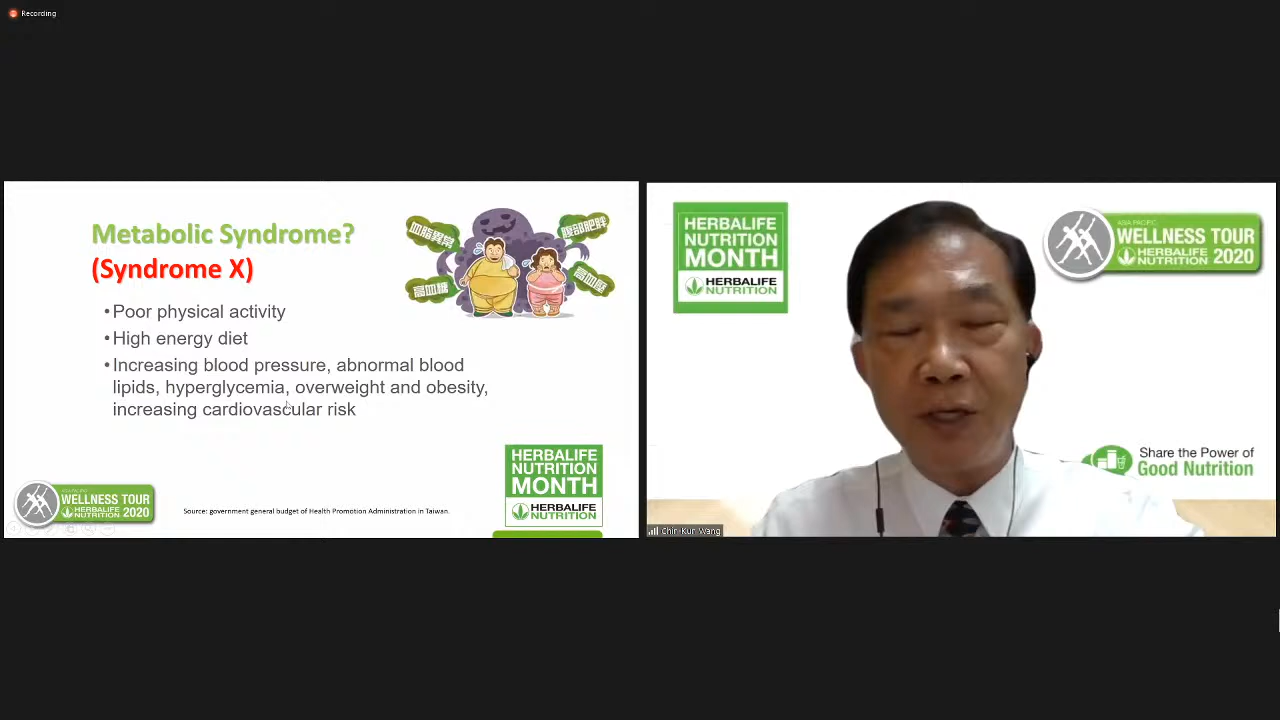 Recording
Metabolic Syndrome?
(Syndrome X)
血脂異常
腹部肥胖
高血糖
高血壓
•Poor physical activity
•High energy diet
•Increasing blood pressure, abnormal blood
lipids, hyperglycemia, overweight and obesity,
increasing cardiovascular risk
HERBALIFE
NUTRITION
MONTH
HERBALIFE
NUTRITION
ASIA PACIFIC
WELLNESS TOUR
HERBALIFE
NUTRITION 2020
Source: government general budget of Health Promotion Administration in Taiwan.
HERBALIFE
NUTRITION
MONTH
HERBALIFE
NUTRITION
ASIA PACIFIC
WELLNESS TOUR
HERBALIFE
NUTRITION 2020
Share the Power of
Good Nutrition
Chin-Kun Wang